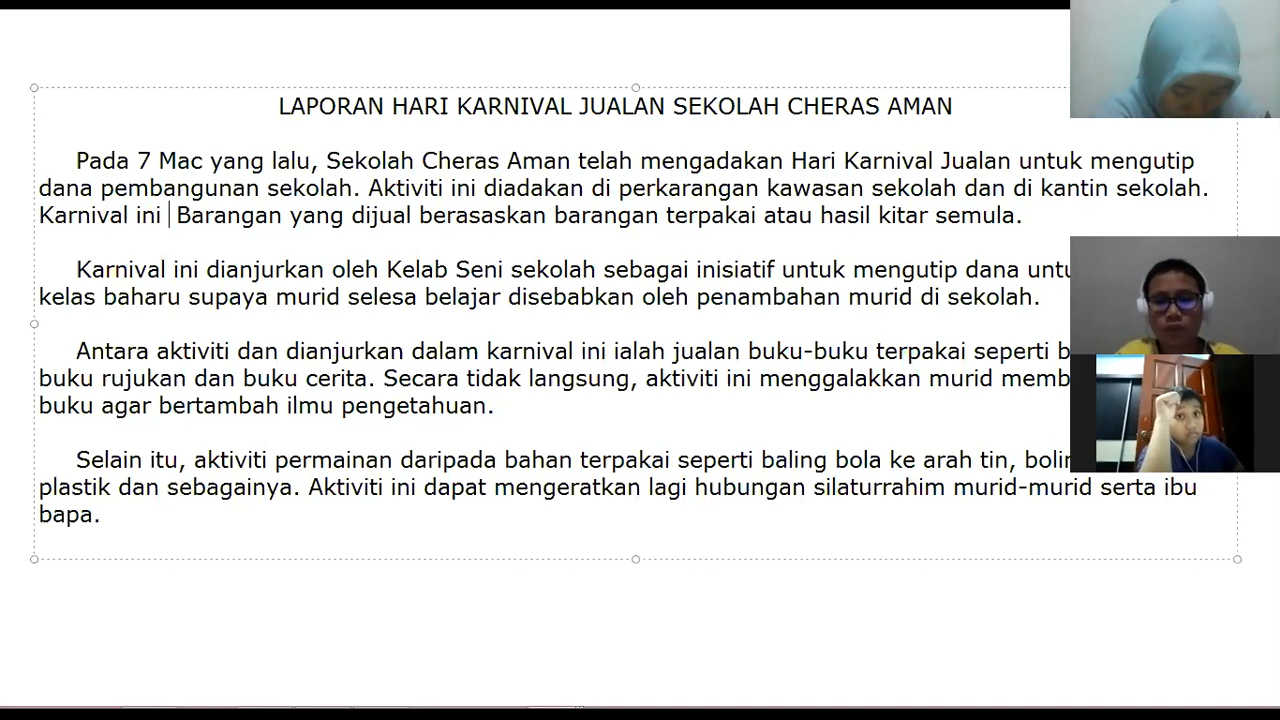 LAPORAN HARI KARNIVAL JUALAN SEKOLAH CHERAS AMAN
Pada 7 Mac yang lalu, Sekolah Cheras Aman telah mengadakan Hari Karnival Jualan untuk mengutip
dana pembangunan sekolah. Aktiviti ini diadakan di perkarangan kawasan sekolah dan di kantin sekolah.
Karnival ini Barangan yang dijual berasaskan barangan terpakai atau hasil kitar semula.
Karnival ini dianjurkan oleh Kelab Seni sekolah sebagai inisiatif untuk mengutip dana
kelas baharu supaya murid selesa belajar disebabkan oleh penambahan murid di sekolah.
Antara aktiviti dan dianjurkan dalam karnival ini ialah jualan buku-buku terpakai seperti
buku rujukan dan buku cerita. Secara tidak langsung, aktiviti ini menggalakkan murid
buku agar bertambah ilmu pengetahuan.
Selain itu, aktiviti permainan daripada bahan terpakai seperti baling bola ke arah tin,
plastik dan sebagainya. Aktiviti ini dapat mengeratkan lagi hubungan silaturrahim murid-murid serta ibu
bapa.